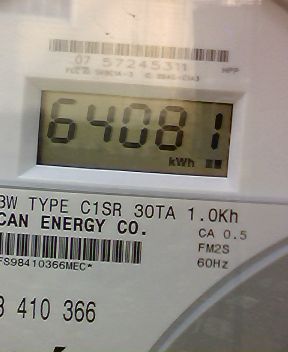 07 57245311
64081
kWh
3W TYPE C1SR 30TA 1.0Kh
CAN ENERGY CO.
CA 0.5
FM2S
60Hz
FS98410366MEC*
410 366